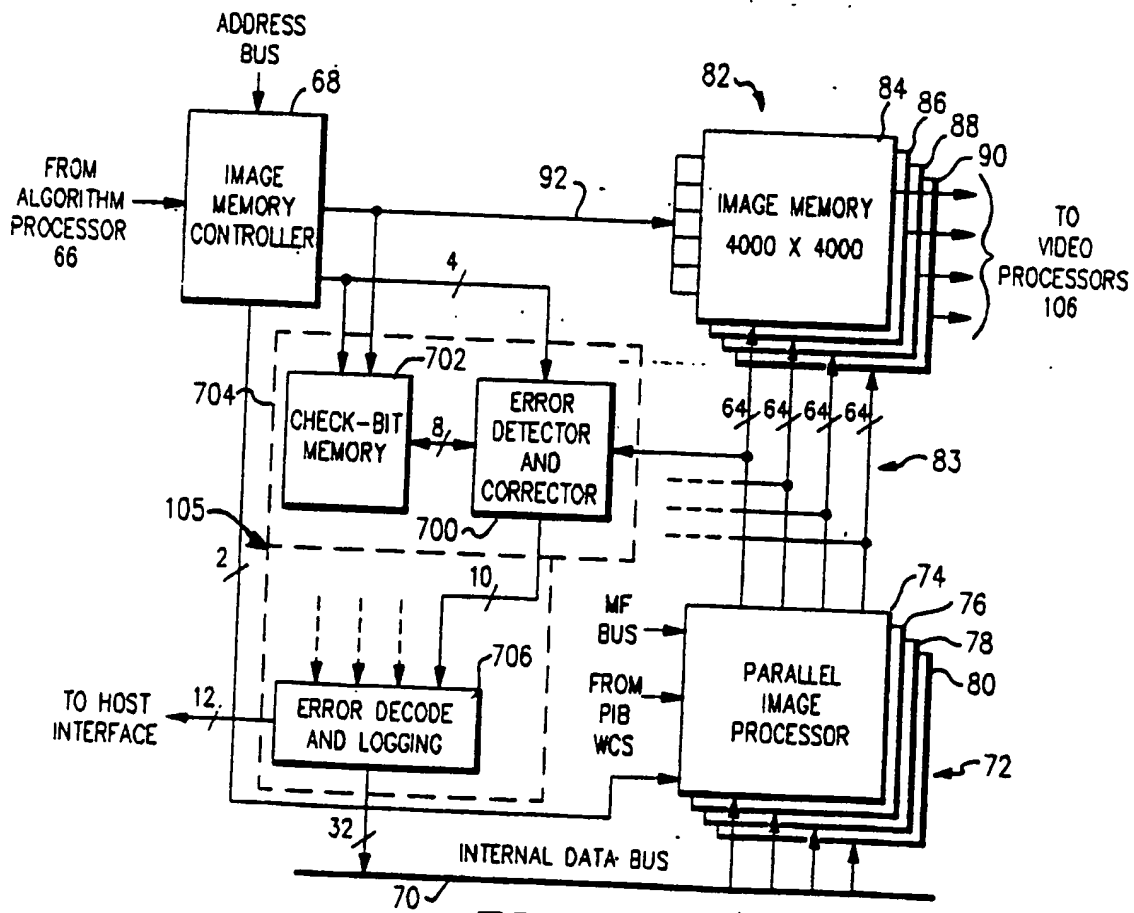 ADDRESS
BUS
68
82
84
86
88
90
FROM
ALGORITHM
PROCESSOR
66
IMAGE
MEMORY
CONTROLLER
92
IMAGE MEMORY
4000 X 4000
TO
VIDEO
PROCESSORS
106
4
704
702
CHECK-BIT
MEMORY
8
ERROR
DETECTOR
AND
CORRECTOR
64
64
64
64
83
105
700
2
10
74
76
78
80
MF
BUS
706
FROM
PIB
WCS
PARALLEL
IMAGE
PROCESSOR
TO HOST
INTERFACE
12
ERROR DECODE
AND LOGGING
72
32
INTERNAL DATA BUS
70